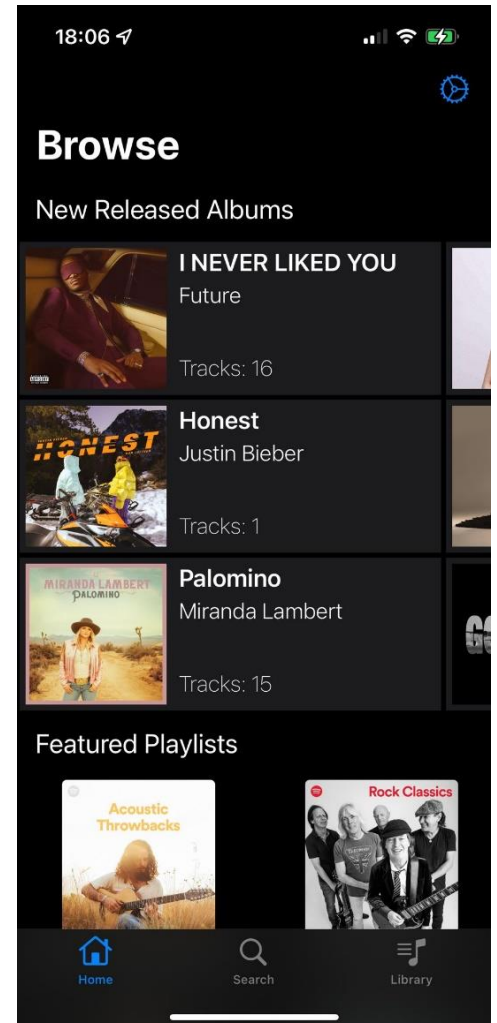 18:06
Browse
New Released Albums
I NEVER LIKED YOU
Future
Tracks: 16
HONEST
Honest
Justin Bieber
Tracks: 1
MIRANDA LAMBERT
PALOMINO
Palomino
Miranda Lambert
Tracks: 15
Featured Playlists
Acoustic
Throwbacks
Rock Classics
Home
Search
Library